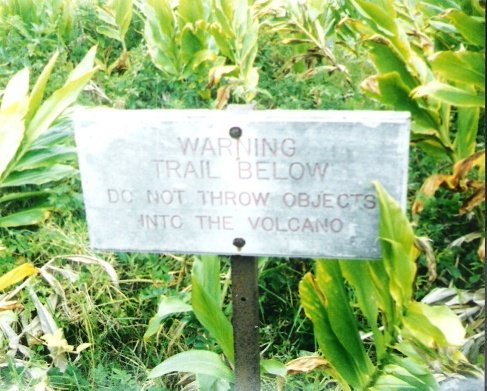 WARNING
TRAIL BELOW
DO NOT THROW OBJECTS
INTO THE VOLCANO